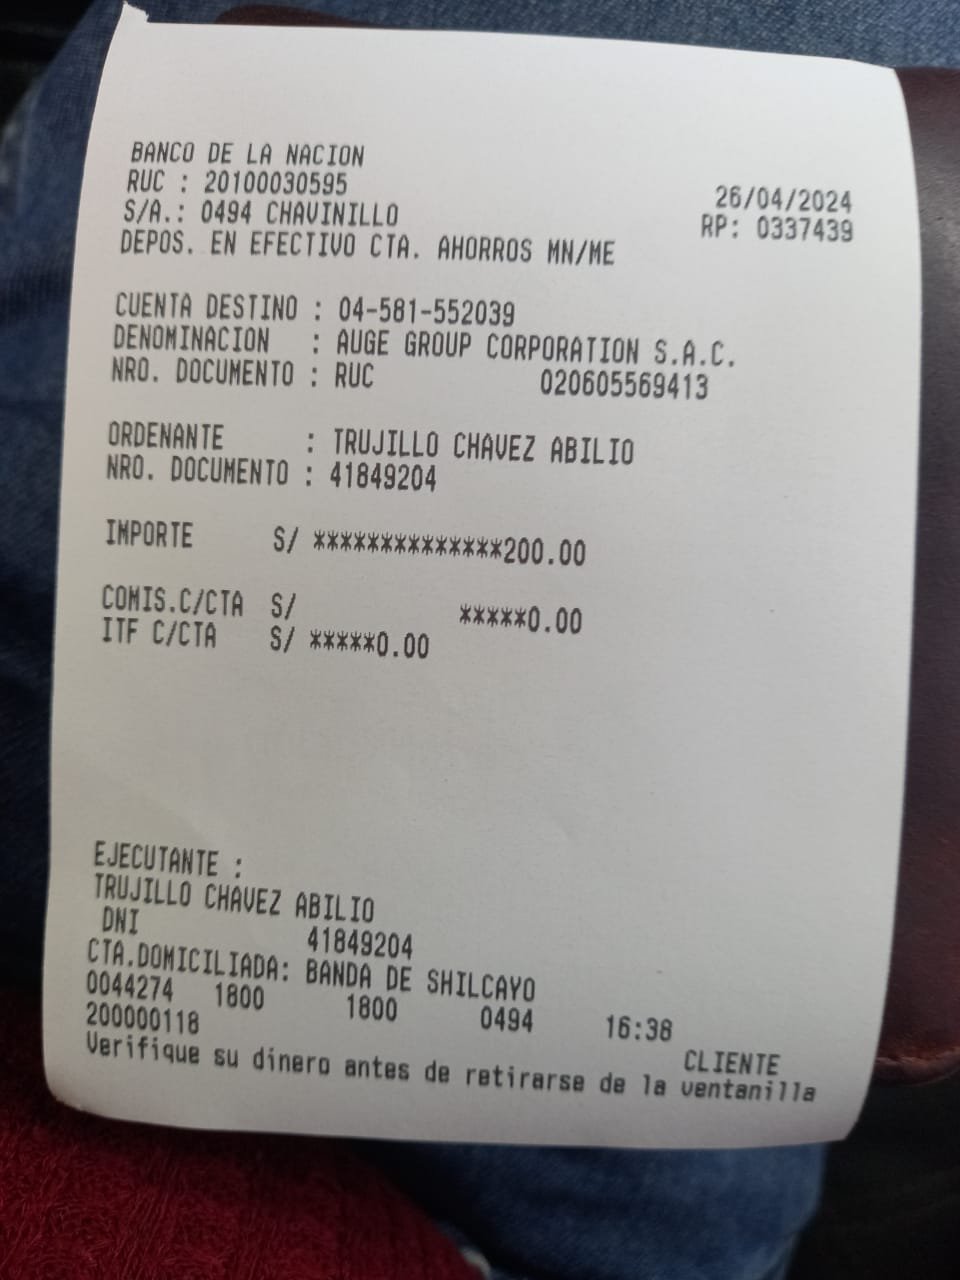 BANCO DE LA NACION
RUC : 20100030595 26/04/2024
S/A.: 0494 CHAVINILLO RP: 0337439
DEPOS. EN EFECTIVO CTA. AHORROS MN/ME
CUENTA DESTINO : 04-581-552039
DENOMINACION : AUGE GROUP CORPORATION S.A.C.
NRO. DOCUMENTO : RUC 020605569413
ORDENANTE : TRUJILLO CHAVEZ ABILIO
NRO. DOCUMENTO : 41849204
IMPORTE S/ **************200.00
COMIS.C/CTA S/ *****0.00
ITF C/CTA S/ *****0.00
EJECUTANTE :
TRUJILLO CHAVEZ ABILIO
DNI 41849204
CTA.DOMICILIADA: BANDA DE SHILCAYO
0044274 1800 1800 0494 16:38
200000118 CLIENTE
Verifique su dinero antes de retirarse de la ventanilla